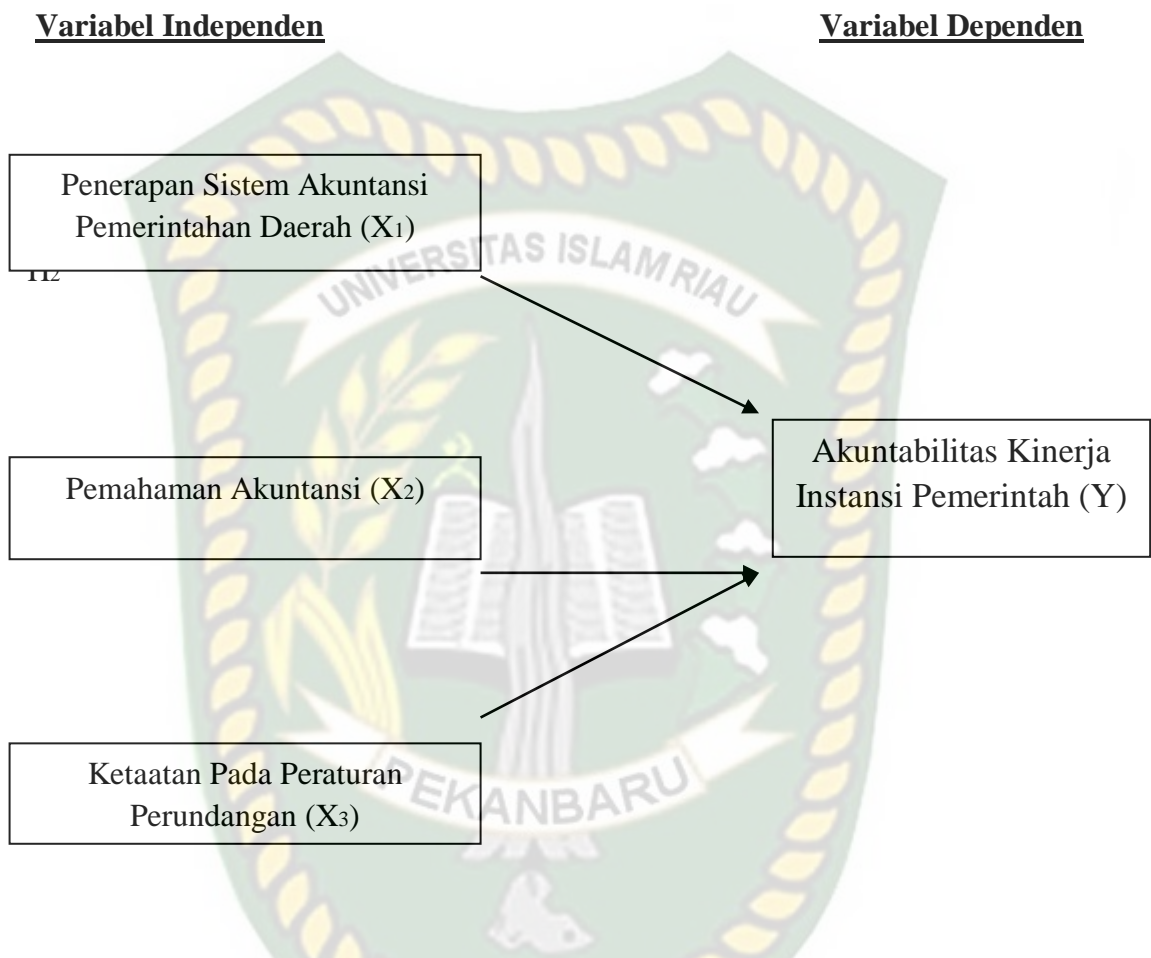 Variabel Independen
Variabel Dependen
Penerapan Sistem Akuntansi
Pemerintahan Daerah (X1)
UNIVERSITAS ISLAM RIAU
Akuntabilitas Kinerja
Instansi Pemerintah (Y)
Pemahaman Akuntansi (X2)
Ketaatan Pada Peraturan
Perundangan (X3)
PEKANBARU